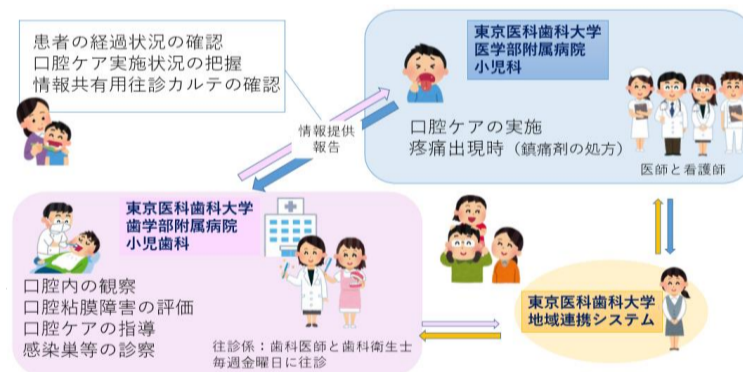 患者の経過状況の確認
口腔ケア実施状況の把握
情報共有用往診カルテの確認
東京医科歯科大学
医学部附属病院
小児科
情報提供
報告
口腔ケアの実施
疼痛出現時（鎮痛剤の処方）
医師と看護師
東京医科歯科大学
歯学部附属病院
小児歯科
口腔内の観察
口腔粘膜障害の評価
口腔ケアの指導
感染巣等の診察
往診係：歯科医師と歯科衛生士
毎週金曜日に往診
東京医科歯科大学
地域連携システム